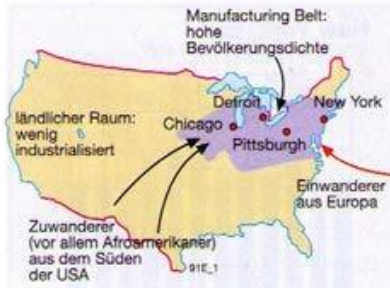 Manufacturing Belt:
hohe
Bevölkerungsdichte
Detroit
New York
Chicago
Pittsburgh
ländlicher Raum:
wenig
industrialisiert
Einwanderer
aus Europa
Zuwanderer
(vor allem Afroamerikaner)
aus dem Süden
der USA
91E_1